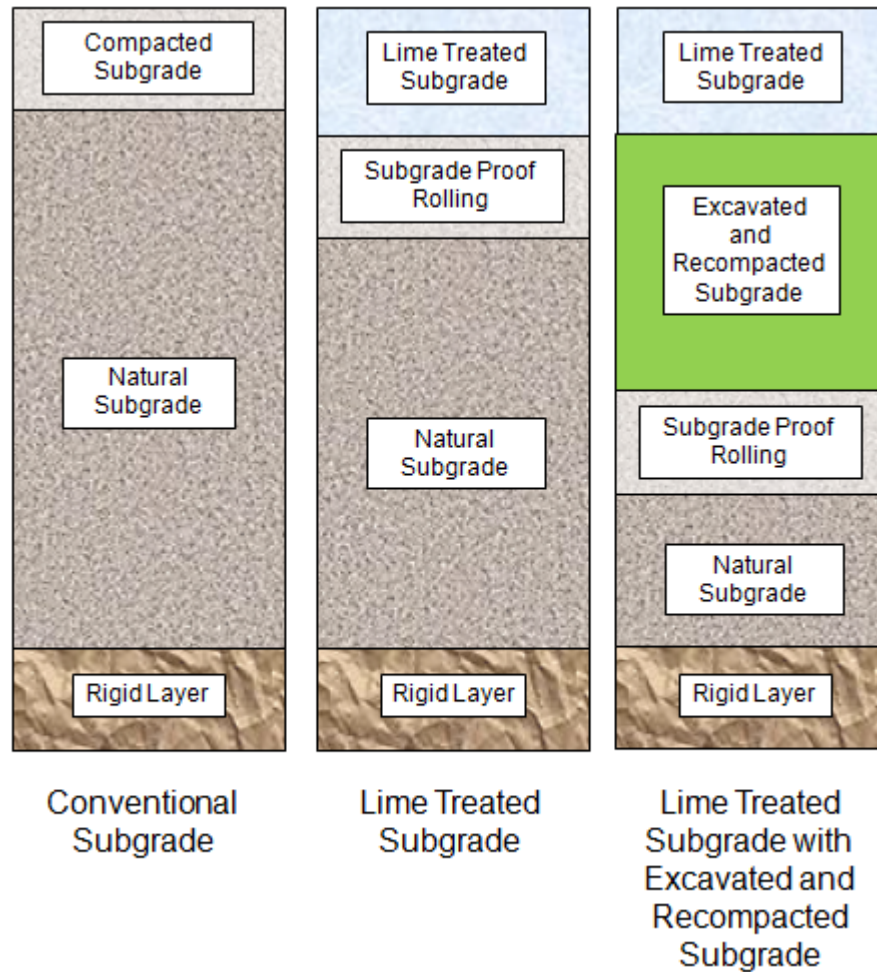 Compacted
Subgrade
Natural
Subgrade
Rigid Layer
Conventional
Subgrade
Lime Treated
Subgrade
Subgrade Proof
Rolling
Natural
Subgrade
Rigid Layer
Lime Treated
Subgrade
Lime Treated
Subgrade
Excavated
and
Recompacted
Subgrade
Subgrade Proof
Rolling
Natural
Subgrade
Rigid Layer
Lime Treated
Subgrade with
Excavated and
Recompacted
Subgrade